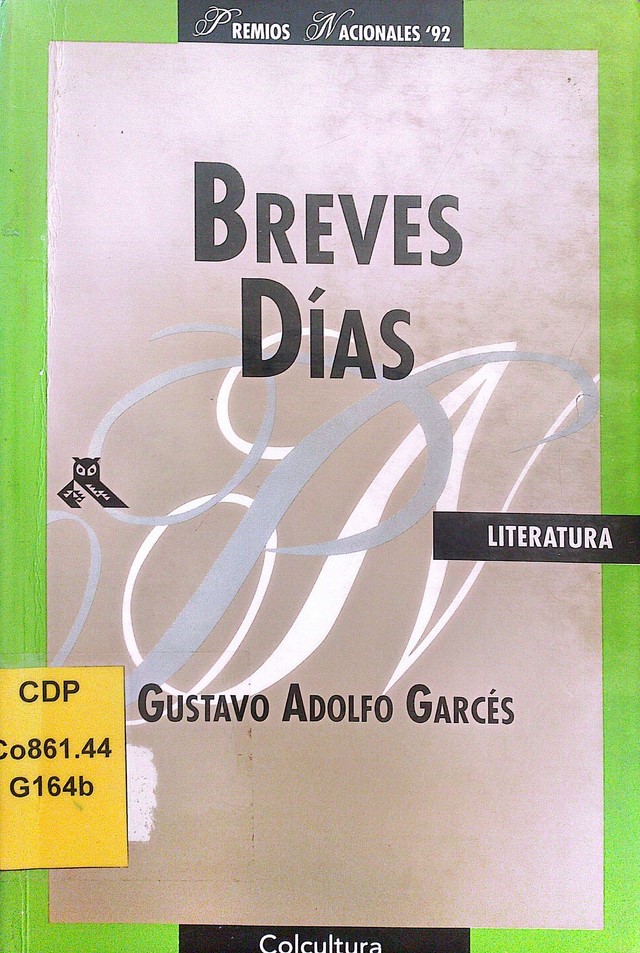 PREMIOS NACIONALES '92
BREVES
DÍAS
LITERATURA
GUSTAVO ADOLFO GARCÉS
CDP
Co861.44
G164b
Colcultura